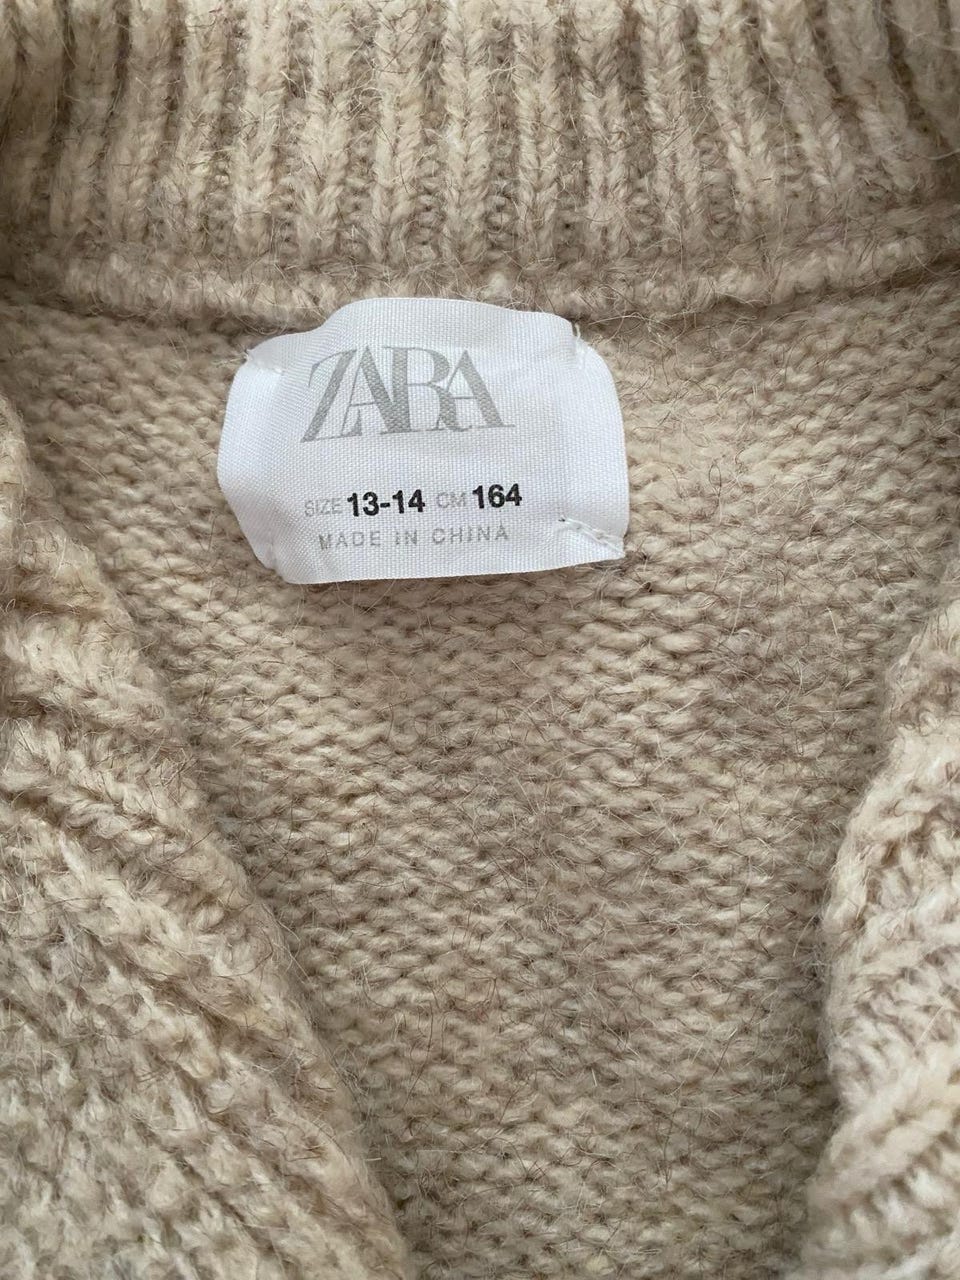 ZARA
SIZE 13-14 CM 164
MADE IN CHINA